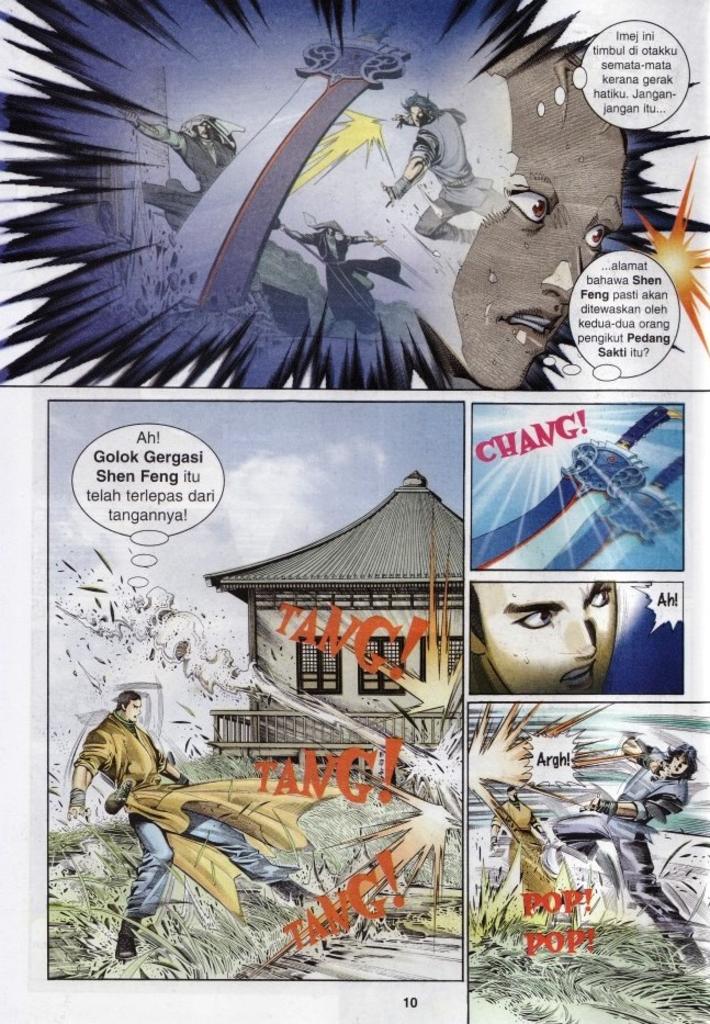 Imej ini
timbul di otakku
semata-mata
kerana gerak
hatiku. Jangan-
jangan itu...
...alamat
bahawa Shen
Feng pasti akan
ditewaskan oleh
kedua-dua orang
pengikut Pedang
Sakti itu?
Ah!
Golok Gergasi
Shen Feng itu
telah terlepas dari
tangannya!
TANG!
TANG!
TANG!
CHANG!
Ah!
Argh!
POP!
POP!
10